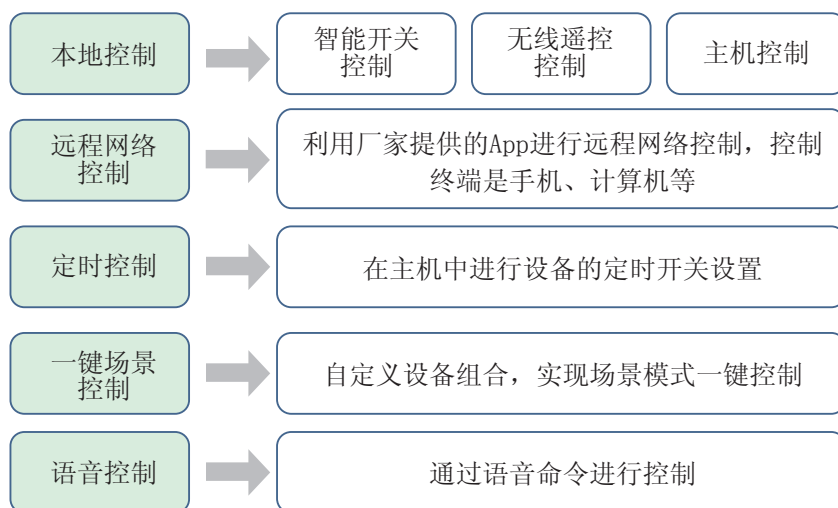 本地控制
智能开关
控制
无线遥控
控制
主机控制
远程网络
控制
利用厂家提供的App进行远程网络控制，控制
终端是手机、计算机等
定时控制
在主机中进行设备的定时开关设置
一键场景
控制
自定义设备组合，实现场景模式一键控制
语音控制
通过语音命令进行控制